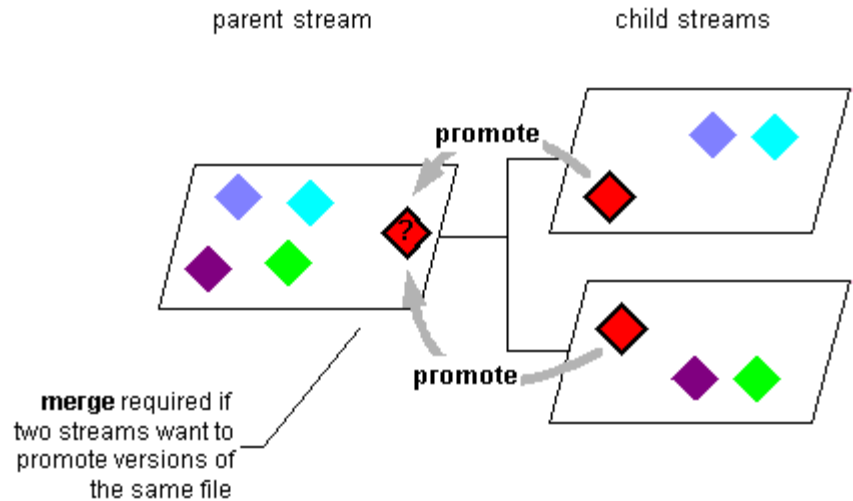 parent stream
child streams
promote
?
promote
merge required if
two streams want to
promote versions of
the same file